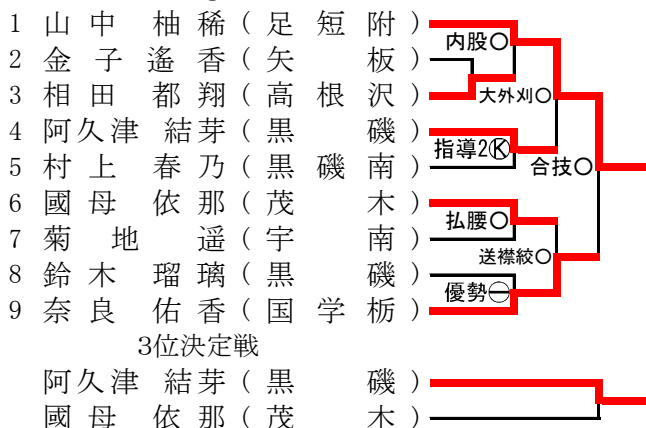 1 山中 柚稀(足短附)
内股○
2 金子遙香(矢板)
3 相田 都翔(高根沢)
大外刈○
4 阿久津 結芽(黒磯)
指導2Ⓚ
5 村上 春乃(黒磯南)
合技○
6 國母 依那(茂木)
払腰○
7 菊地 遥(宇南)
送襟絞○
8 鈴木 瑠璃(黒磯)
優勢㊀
9 奈良 佑香(国学栃)
3位決定戦
阿久津 結芽(黒磯)
國母 依那(茂木)